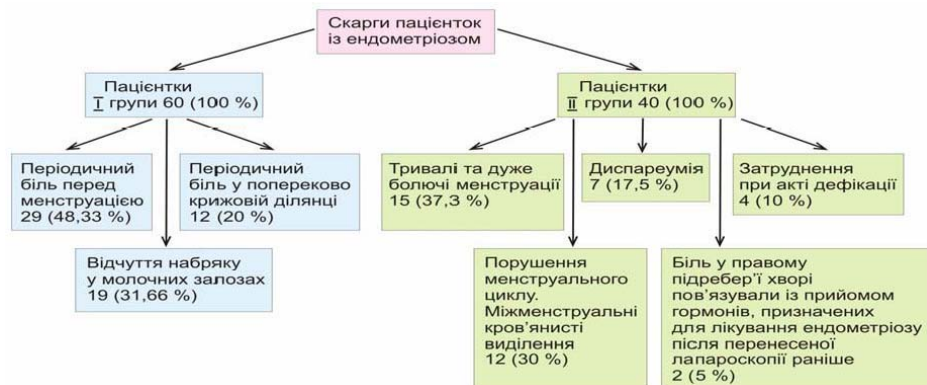 Скарги пацієнток
із ендометріозом
Пацієнтки
I групи 60 (100 %)
Пацієнтки
II групи 40 (100 %)
Періодичний
біль перед
менструацією
29 (48,33 %)
Періодичний
біль у попереково
крижовій ділянці
12 (20 %)
Тривалі та дуже
болючі менструації
15 (37,3 %)
Диспареумія
7 (17,5 %)
Затруднення
при акті дефікації
4 (10 %)
Відчуття набряку
у молочних залозах
19 (31,66 %)
Порушення
менструального
циклу.
Міжменструальні
кров’янисті
виділення
12 (30 %)
Біль у правому
підребер’ї хворі
пов’язували із прийомом
гормонів, призначених
для лікування ендометріозу
після перенесеної
лапароскопії раніше
2 (5 %)